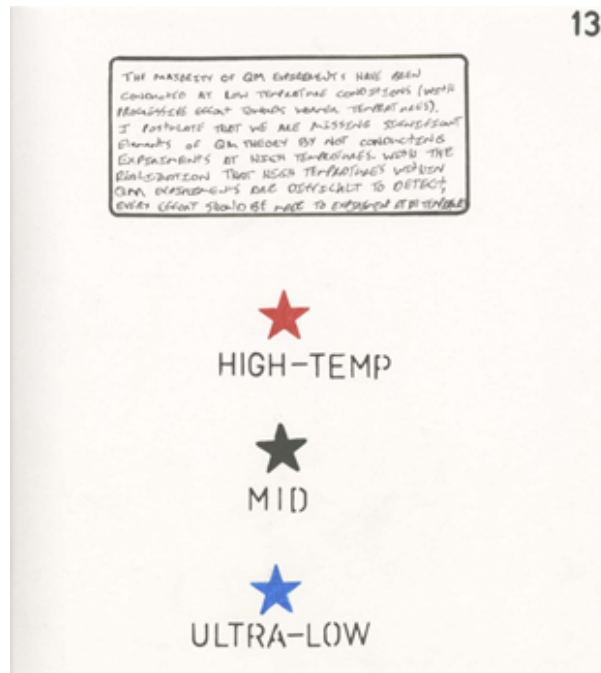 13
THE MAJORITY OF QM EXPERIMENTS HAVE BEEN
CONDUCTED AT LOW TEMPERATURE CONDITIONS (WITH
PROGRESSIVE EFFORT TOWARDS WARMER TEMPERATURES).
I POSTULATE THAT WE ARE MISSING SIGNIFICANT
ELEMENTS OF QM THEORY BY NOT CONDUCTING
EXPERIMENTS AT HIGH TEMPERATURES. WITH THE
REALIZATION THAT HIGH TEMPERATURES WITHIN
QM EXPERIMENTS ARE DIFFICULT TO DETECT,
EVERY EFFORT SHOULD BE MADE TO EXPERIMENT AT
HIGH-TEMP
MID
ULTRA-LOW